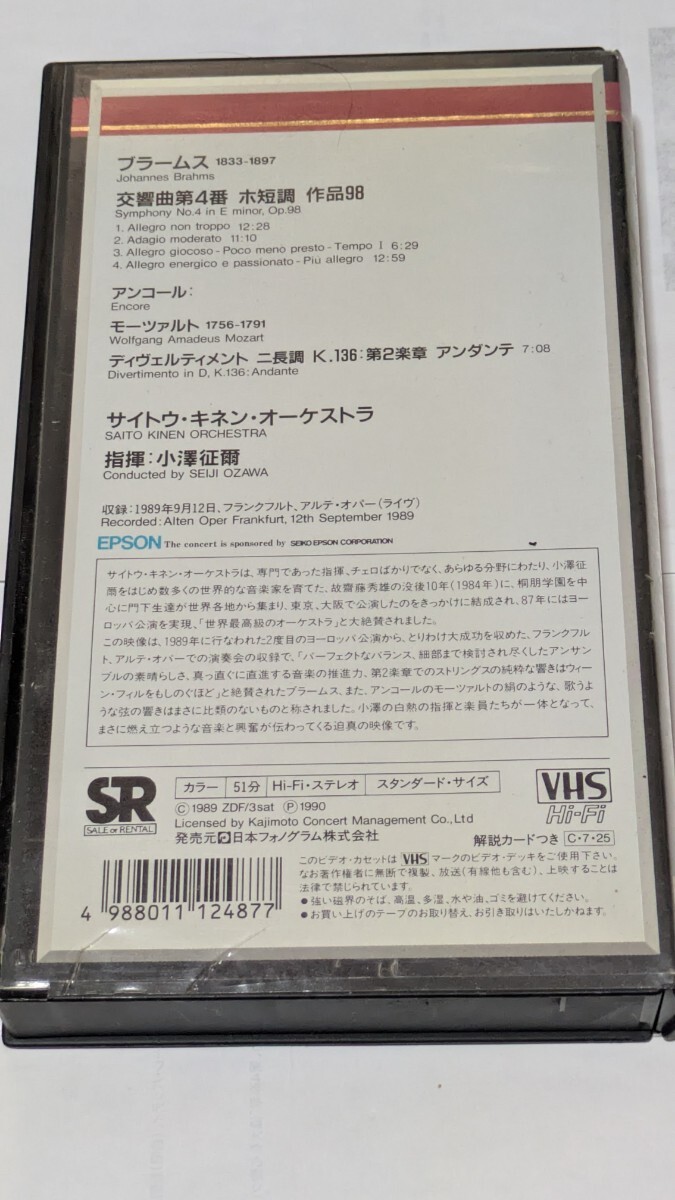 ブラームス 1833-1897
Johannes Brahms
交響曲第4番 ホ短調 作品98
Symphony No.4 in E minor, Op.98
1. Allegro non troppo 12:28
2. Adagio moderato 11:10
3. Allegro giocoso-Poco meno presto-Tempo I 6:29
4. Allegro energico e passionato-Più allegro 12:59
アンコール:
Encore
モーツァルト 1756-1791
Wolfgang Amadeus Mozart
ディヴェルティメント ニ長調 K.136:第2楽章 アンダンテ 7:08
Divertimento in D, K.136:Andante
サイトウ・キネン・オーケストラ
SAITO KINEN ORCHESTRA
指揮:小澤征爾
Conducted by SEIJI OZAWA
収録:1989年9月12日、フランクフルト、アルテ・オパー(ライヴ)
Recorded:Alten Oper Frankfurt, 12th September 1989
EPSON The concert is sponsored by SEIKO EPSON CORPORATION
サイトウ・キネン・オーケストラは、専門であった指揮、チェロばかりでなく、あらゆる分野にわたり、小澤征
爾をはじめ数多くの世界的な音楽家を育てた、故齋藤秀雄の没後10年(1984年)に、桐朋学園を中
心に門下生達が世界各地から集まり、東京、大阪で公演したのをきっかけに結成され、87年にはヨー
ロッパ公演を実現、「世界最高級のオーケストラ」と大絶賛されました。
この映像は、1989年に行なわれた2度目のヨーロッパ公演から、とりわけ大成功を収めた、フランクフル
ト、アルテ・オパーでの演奏会の収録で、「パーフェクトなバランス、細部まで検討され尽くしたアンサン
ブルの素晴らしさ、真っ直ぐに直進する音楽の推進力、第2楽章でのストリングスの純粋な響きはウィー
ン・フィルをもしのぐほど」と絶賛されたブラームス、また、アンコールのモーツァルトの絹のような、歌うよ
うな弦の響きはまさに比類のないものと称されました。小澤の白熱の指揮と楽員たちが一体となって、
まさに燃え立つような音楽と興奮が伝わってくる迫真の映像です。
SR
SALE or RENTAL
カラー 51分 Hi-Fi・ステレオ スタンダード・サイズ
VHS
Hi-Fi
Ⓒ1989 ZDF/3sat Ⓟ1990
Licensed by Kajimoto Concert Management Co.,Ltd
発売元 日本フォノグラム株式会社
解説カードつき C・7・25
このビデオ・カセットは VHS マークのビデオ・デッキをご使用下さい。
なお著作権者に無断で複製、放送(有線他も含む)、上映することは
法律で禁じられています。
●強い磁界のそば、高温、多湿、水や油、ゴミを避けてください。
●お買い上げのテープのお取り替え、お引き取りはいたしかねます。
4 988011 124877